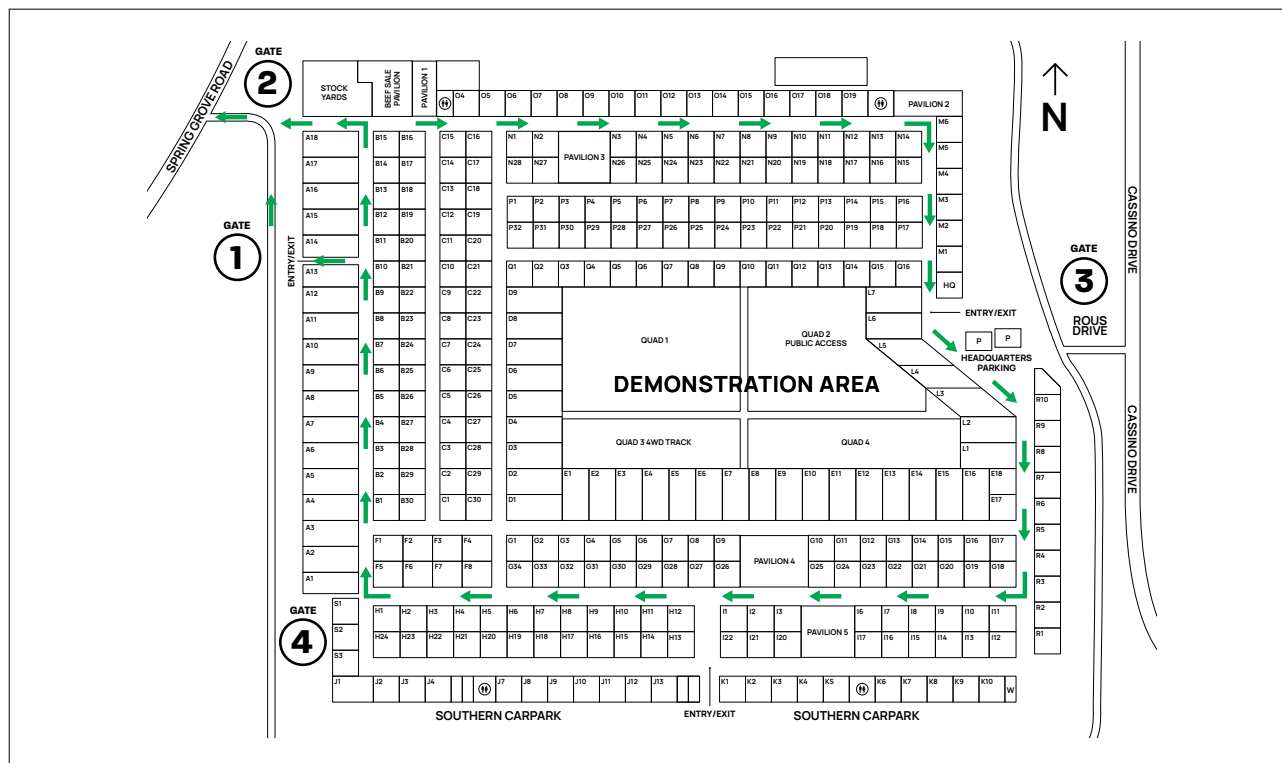 GATE
2
SPRING GROVE ROAD
STOCK
YARDS
BEEF SALE
PAVILION
PAVILION 1
O4 O5 O6 O7 O8 O9 O10 O11 O12 O13 O14 O15 O16 O17 O18 O19
PAVILION 2
N
M6
M5
M4
M3
M2
M1
HQ
A18
A17
A16
A15
A14
A13
A12
A11
A10
A9
A8
A7
A6
A5
A4
A3
A2
A1
GATE
1
ENTRY/EXIT
B15 B16
B14 B17
B13 B18
B12 B19
B11 B20
B10 B21
B9 B22
B8 B23
B7 B24
B6 B25
B5 B26
B4 B27
B3 B28
B2 B29
B1 B30
C15 C16
C14 C17
C13 C18
C12 C19
C11 C20
C10 C21
C9 C22
C8 C23
C7 C24
C6 C25
C5 C26
C4 C27
C3 C28
C2 C29
C1 C30
N1 N2 PAVILION 3 N3 N4 N5 N6 N7 N8 N9 N10 N11 N12 N13 N14
N28 N27 N26 N25 N24 N23 N22 N21 N20 N19 N18 N17 N16 N15
P1 P2 P3 P4 P5 P6 P7 P8 P9 P10 P11 P12 P13 P14 P15 P16
P32 P31 P30 P29 P28 P27 P26 P25 P24 P23 P22 P21 P20 P19 P18 P17
Q1 Q2 Q3 Q4 Q5 Q6 Q7 Q8 Q9 Q10 Q11 Q12 Q13 Q14 Q15 Q16
D9
D8
D7
D6
D5
D4
D3
D2
D1
QUAD 1
QUAD 2
PUBLIC ACCESS
DEMONSTRATION AREA
QUAD 3 4WD TRACK
QUAD 4
L7
L6
L5
L4
L3
L2
L1
ENTRY/EXIT
P P
HEADQUARTERS
PARKING
GATE
3
ROUS
DRIVE
CASSINO DRIVE
CASSINO DRIVE
R10
R9
R8
R7
R6
R5
R4
R3
R2
R1
E1 E2 E3 E4 E5 E6 E7 E8 E9 E10 E11 E12 E13 E14 E15 E16 E18
E17
F1 F2 F3 F4
F5 F6 F7 F8
G1 G2 G3 G4 G5 G6 G7 G8 G9 PAVILION 4 G10 G11 G12 G13 G14 G15 G16 G17
G34 G33 G32 G31 G30 G29 G28 G27 G26 G25 G24 G23 G22 G21 G20 G19 G18
GATE
4
S1
S2
S3
H1 H2 H3 H4 H5 H6 H7 H8 H9 H10 H11 H12
H24 H23 H22 H21 H20 H19 H18 H17 H16 H15 H14 H13
I1 I2 I3 PAVILION 5 I6 I7 I8 I9 I10 I11
I22 I21 I20 I17 I16 I15 I14 I13 I12
J1 J2 J3 J4 J7 J8 J9 J10 J11 J12 J13
K1 K2 K3 K4 K5 K6 K7 K8 K9 K10 W
SOUTHERN CARPARK
ENTRY/EXIT
SOUTHERN CARPARK